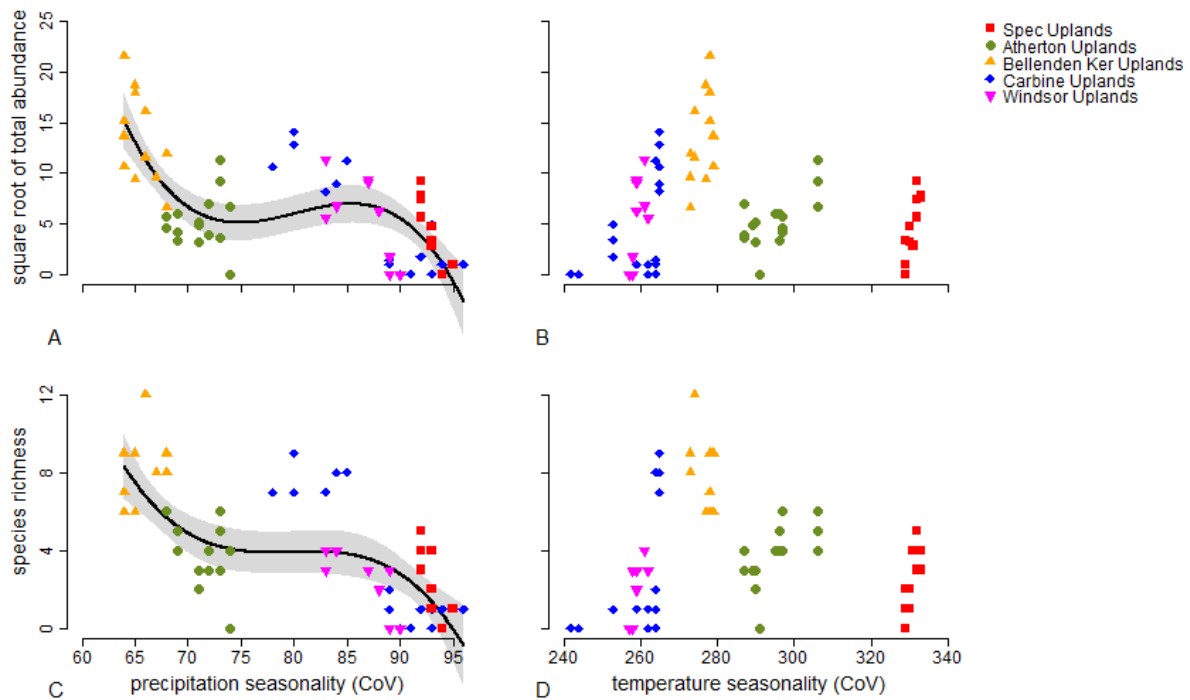 25
20
15
10
5
0
square root of total abundance
A
B
Spec Uplands
Atherton Uplands
Bellenden Ker Uplands
Carbine Uplands
Windsor Uplands
12
8
4
0
species richness
60 65 70 75 80 85 90 95
240 260 280 300 320 340
C precipitation seasonality (CoV)
D temperature seasonality (CoV)